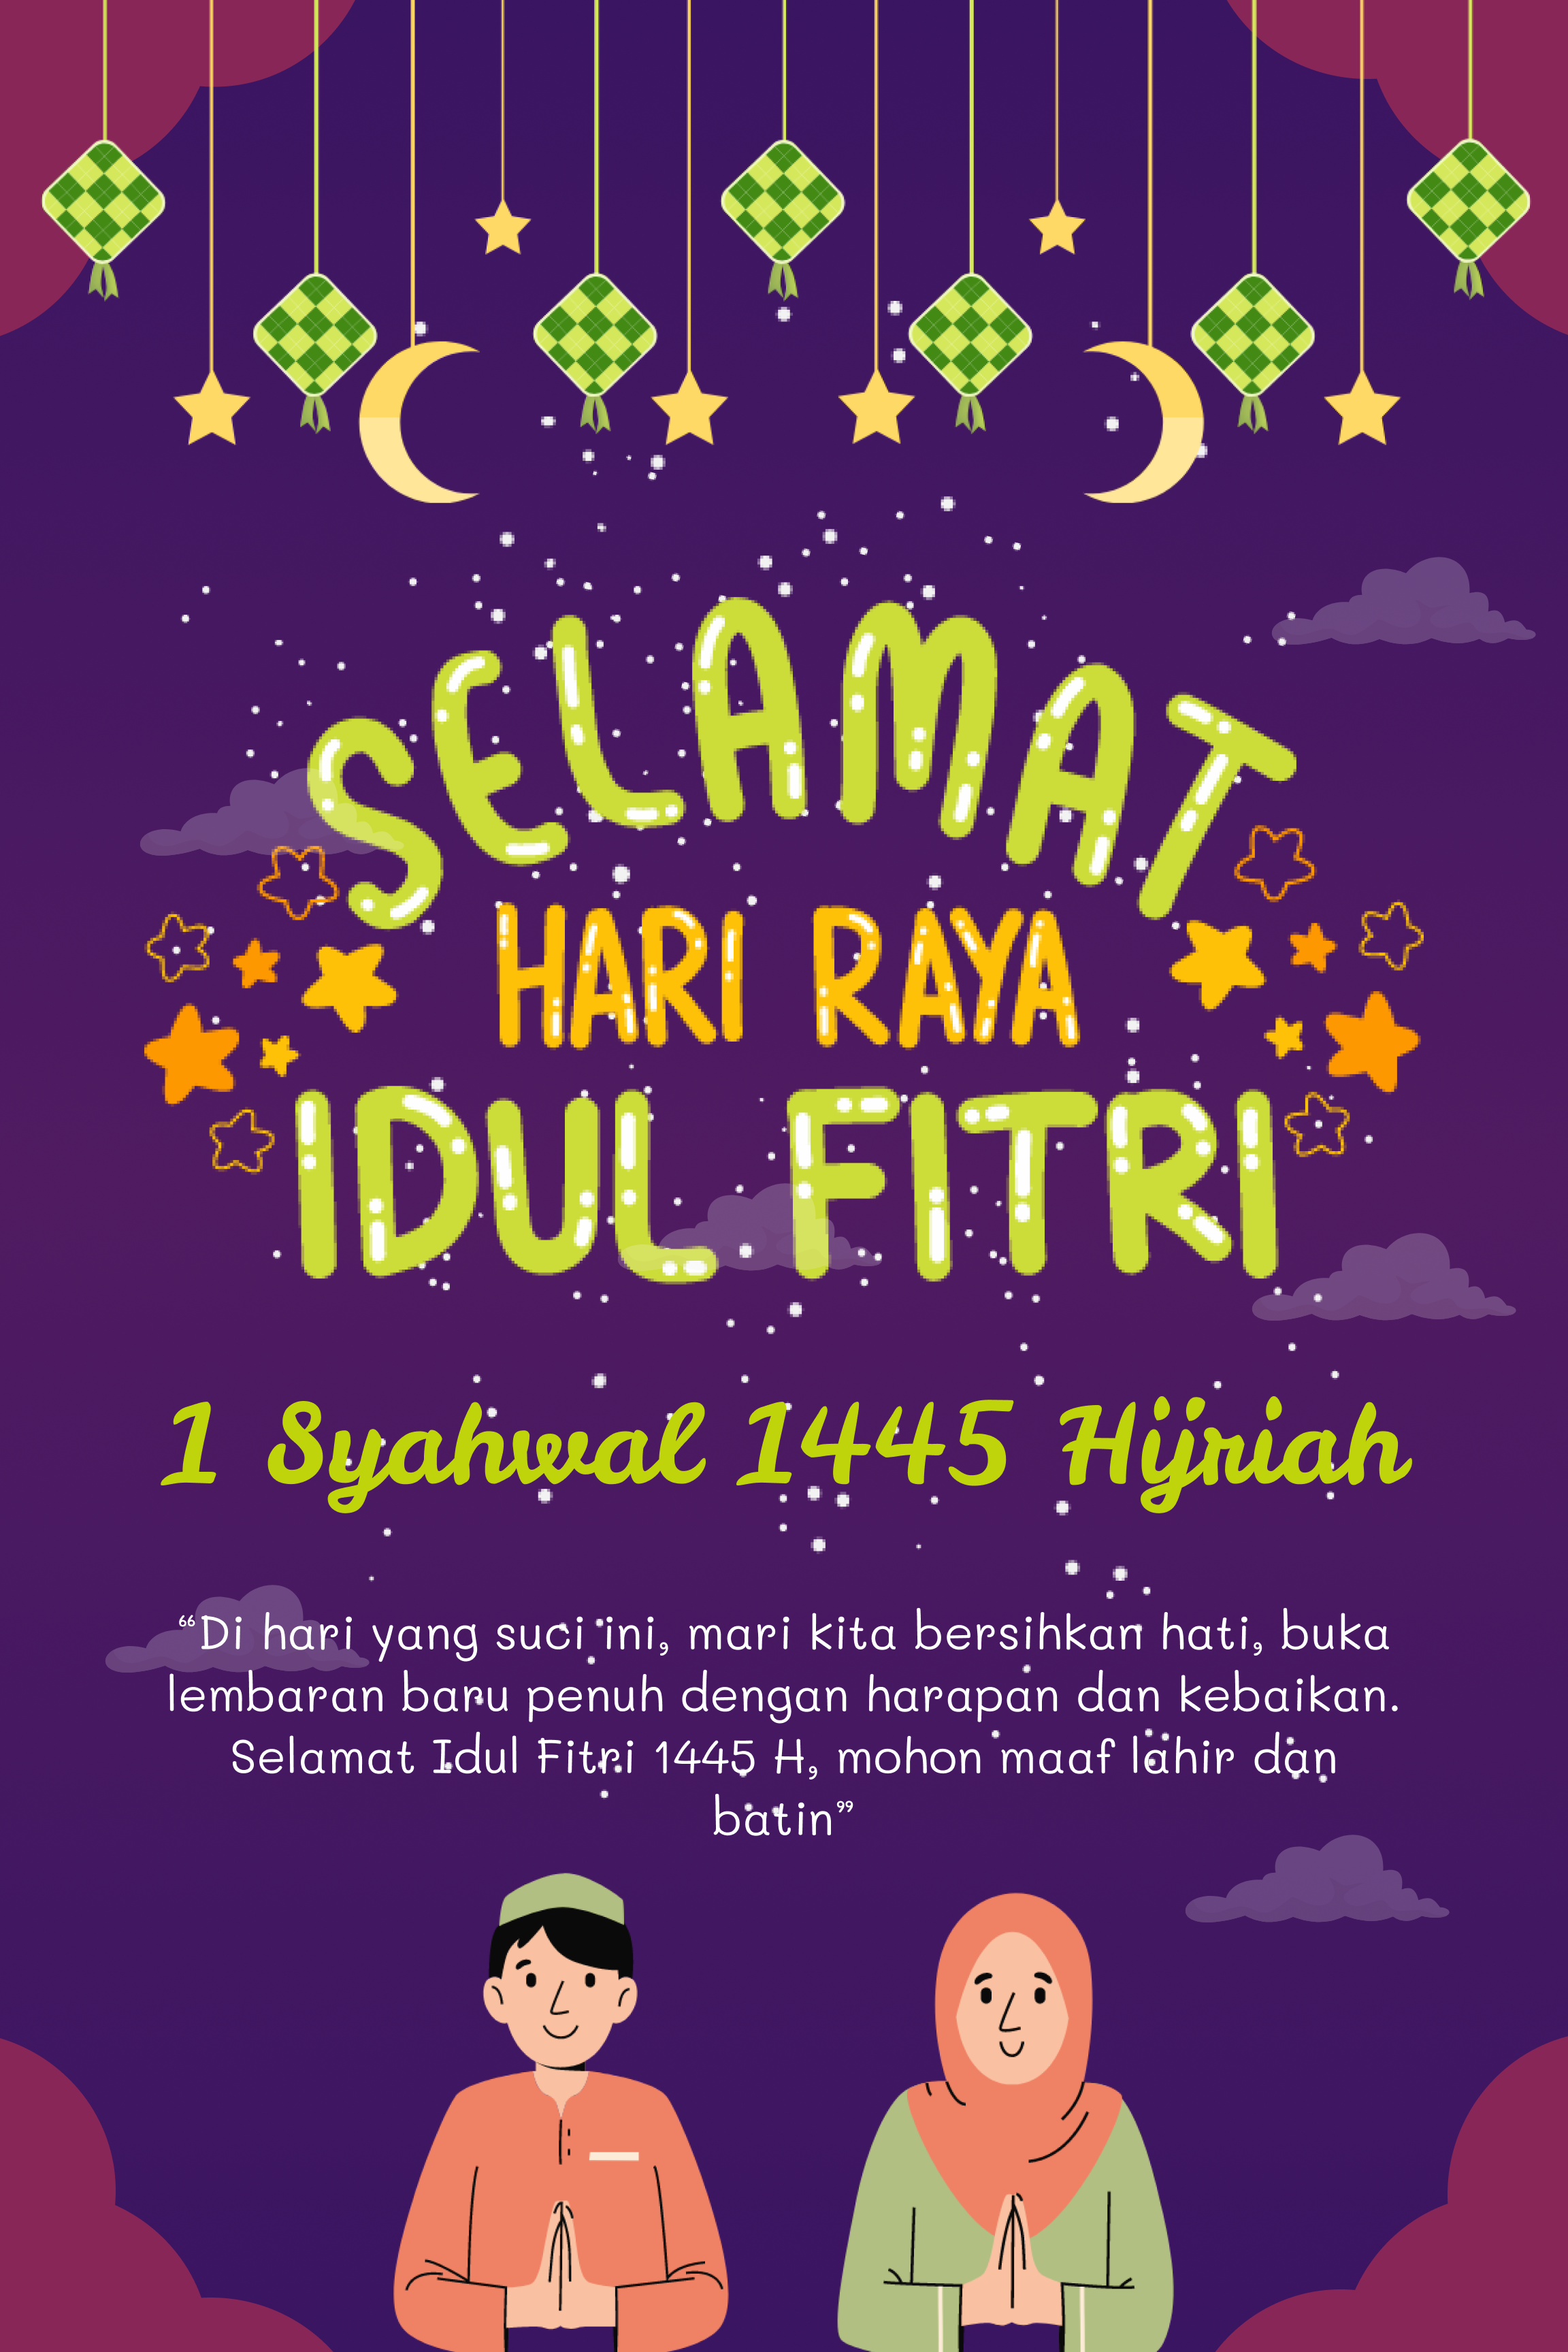 SELAMAT
HARI RAYA
IDUL FITRI
1 Syahwal 1445 Hijriah
“Di hari yang suci ini, mari kita bersihkan hati, buka
lembaran baru penuh dengan harapan dan kebaikan.
Selamat Idul Fitri 1445 H, mohon maaf lahir dan
batin”